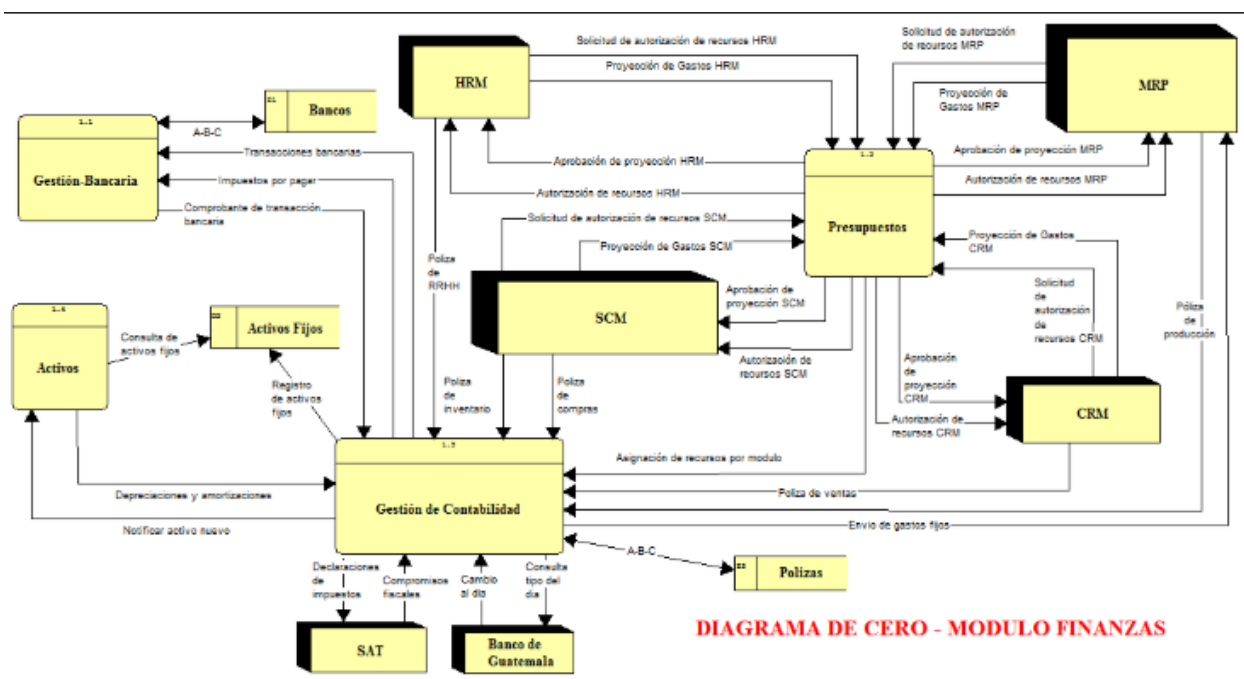 Solicitud de autorización de recursos HRM
Proyección de Gastos HRM
Solicitud de autorización
de recursos MRP
Proyección de
Gastos MRP
HRM
MRP
Bancos
A-B-C
1.1
Gestión-Bancaria
Transacciones bancarias
Impuestos por pagar
Comprobante de transacción
bancaria
Aprobación de proyección HRM
Autorización de recursos HRM
1.2
Presupuestos
Aprobación de proyección MRP
Autorización de recursos MRP
Solicitud de autorización de recursos SCM
Proyección de Gastos SCM
Proyección de Gastos
CRM
Solicitud
de
autorización
de
recursos CRM
Póliza
de
producción
Poliza
de
RRHH
SCM
Aprobación de
proyección SCM
Autorización de
recursos SCM
1.4
Activos
Consulta de
activos fijos
Activos Fijos
Registro
de activos
fijos
Poliza
de
inventario
Poliza
de
compras
Aprobación
de
proyección
CRM
Autorización de
recursos CRM
CRM
1.3
Gestión de Contabilidad
Asignación de recursos por modulo
Poliza de ventas
Envio de gastos fijos
Depreciaciones y amortizaciones
Notificar activo nuevo
A-B-C
Polizas
Declaraciones
de
impuestos
Compromisos
fiscales
Cambio
al dia
Consulta
tipo del
dia
SAT
Banco de
Guatemala
DIAGRAMA DE CERO - MODULO FINANZAS